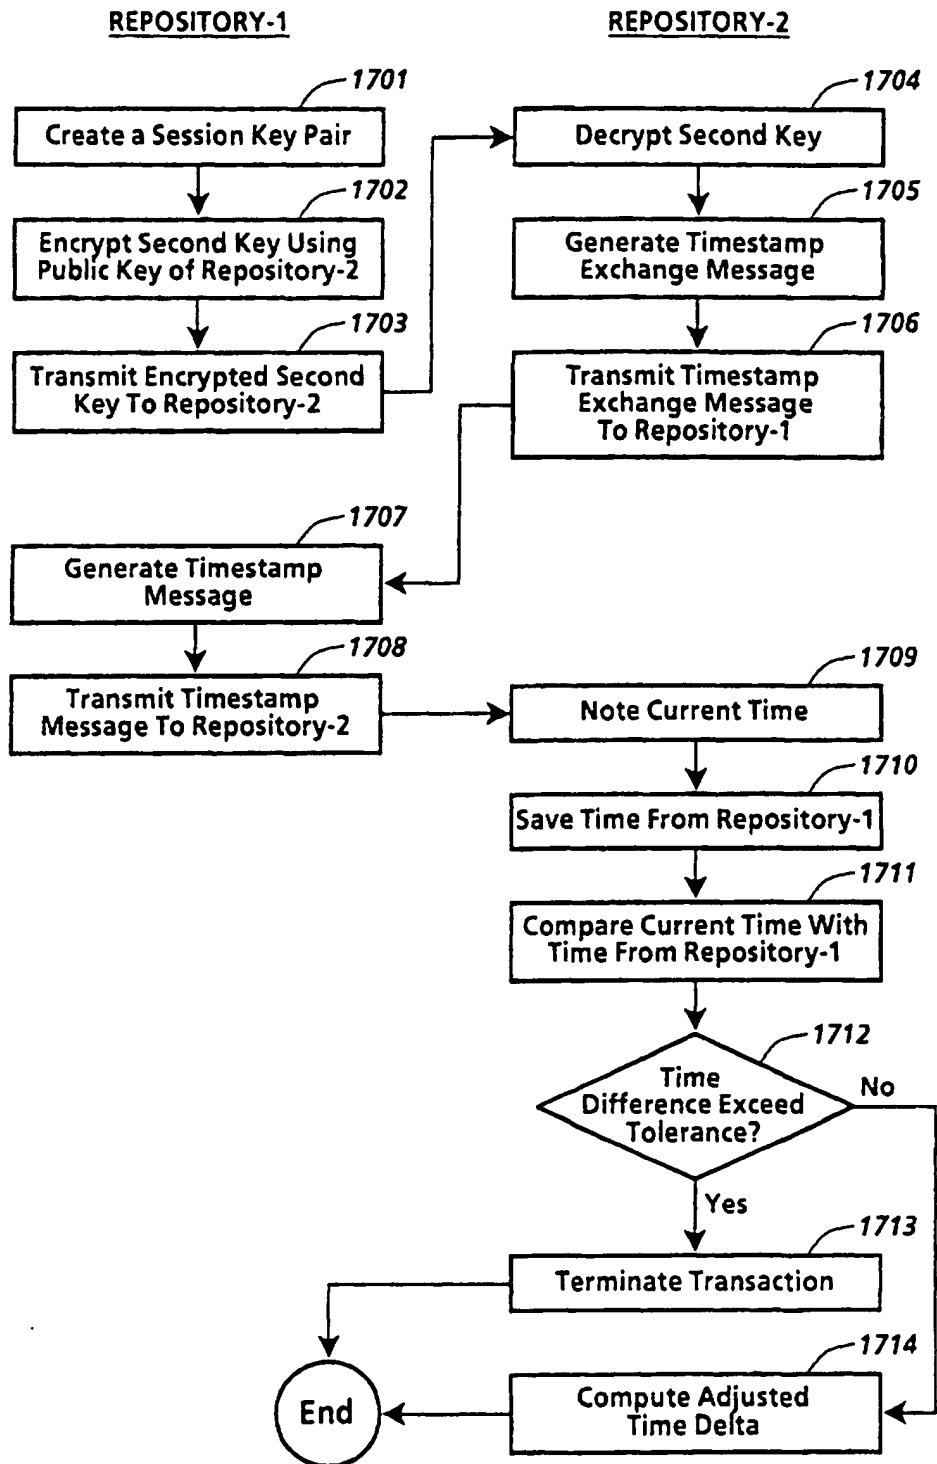 REPOSITORY-1
REPOSITORY-2
1701
Create a Session Key Pair
1702
Encrypt Second Key Using
Public Key of Repository-2
1703
Transmit Encrypted Second
Key To Repository-2
1704
Decrypt Second Key
1705
Generate Timestamp
Exchange Message
1706
Transmit Timestamp
Exchange Message
To Repository-1
1707
Generate Timestamp
Message
1708
Transmit Timestamp
Message To Repository-2
1709
Note Current Time
1710
Save Time From Repository-1
1711
Compare Current Time With
Time From Repository-1
1712
Time
Difference Exceed
Tolerance?
No
Yes
1713
Terminate Transaction
1714
Compute Adjusted
Time Delta
End